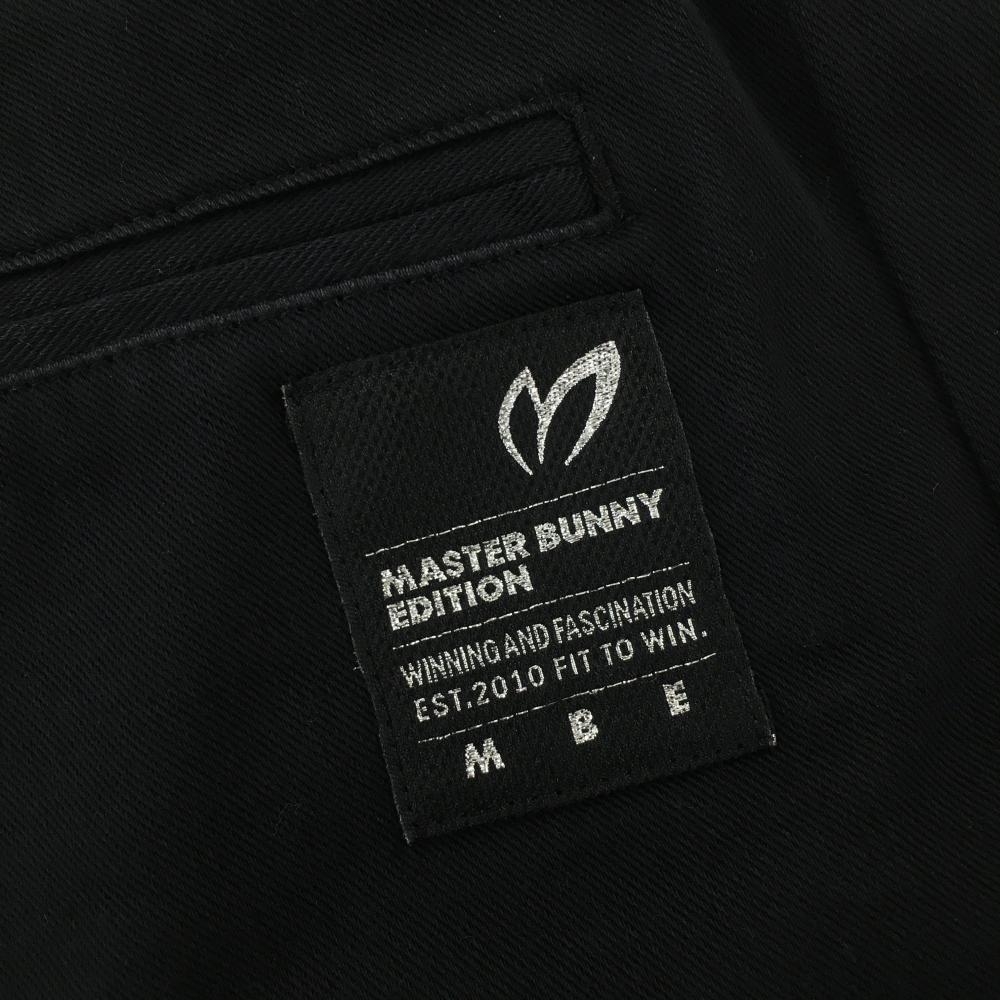 MASTER BUNNY
EDITION
WINNING AND FASCINATION
EST.2010 FIT TO WIN.
M B E